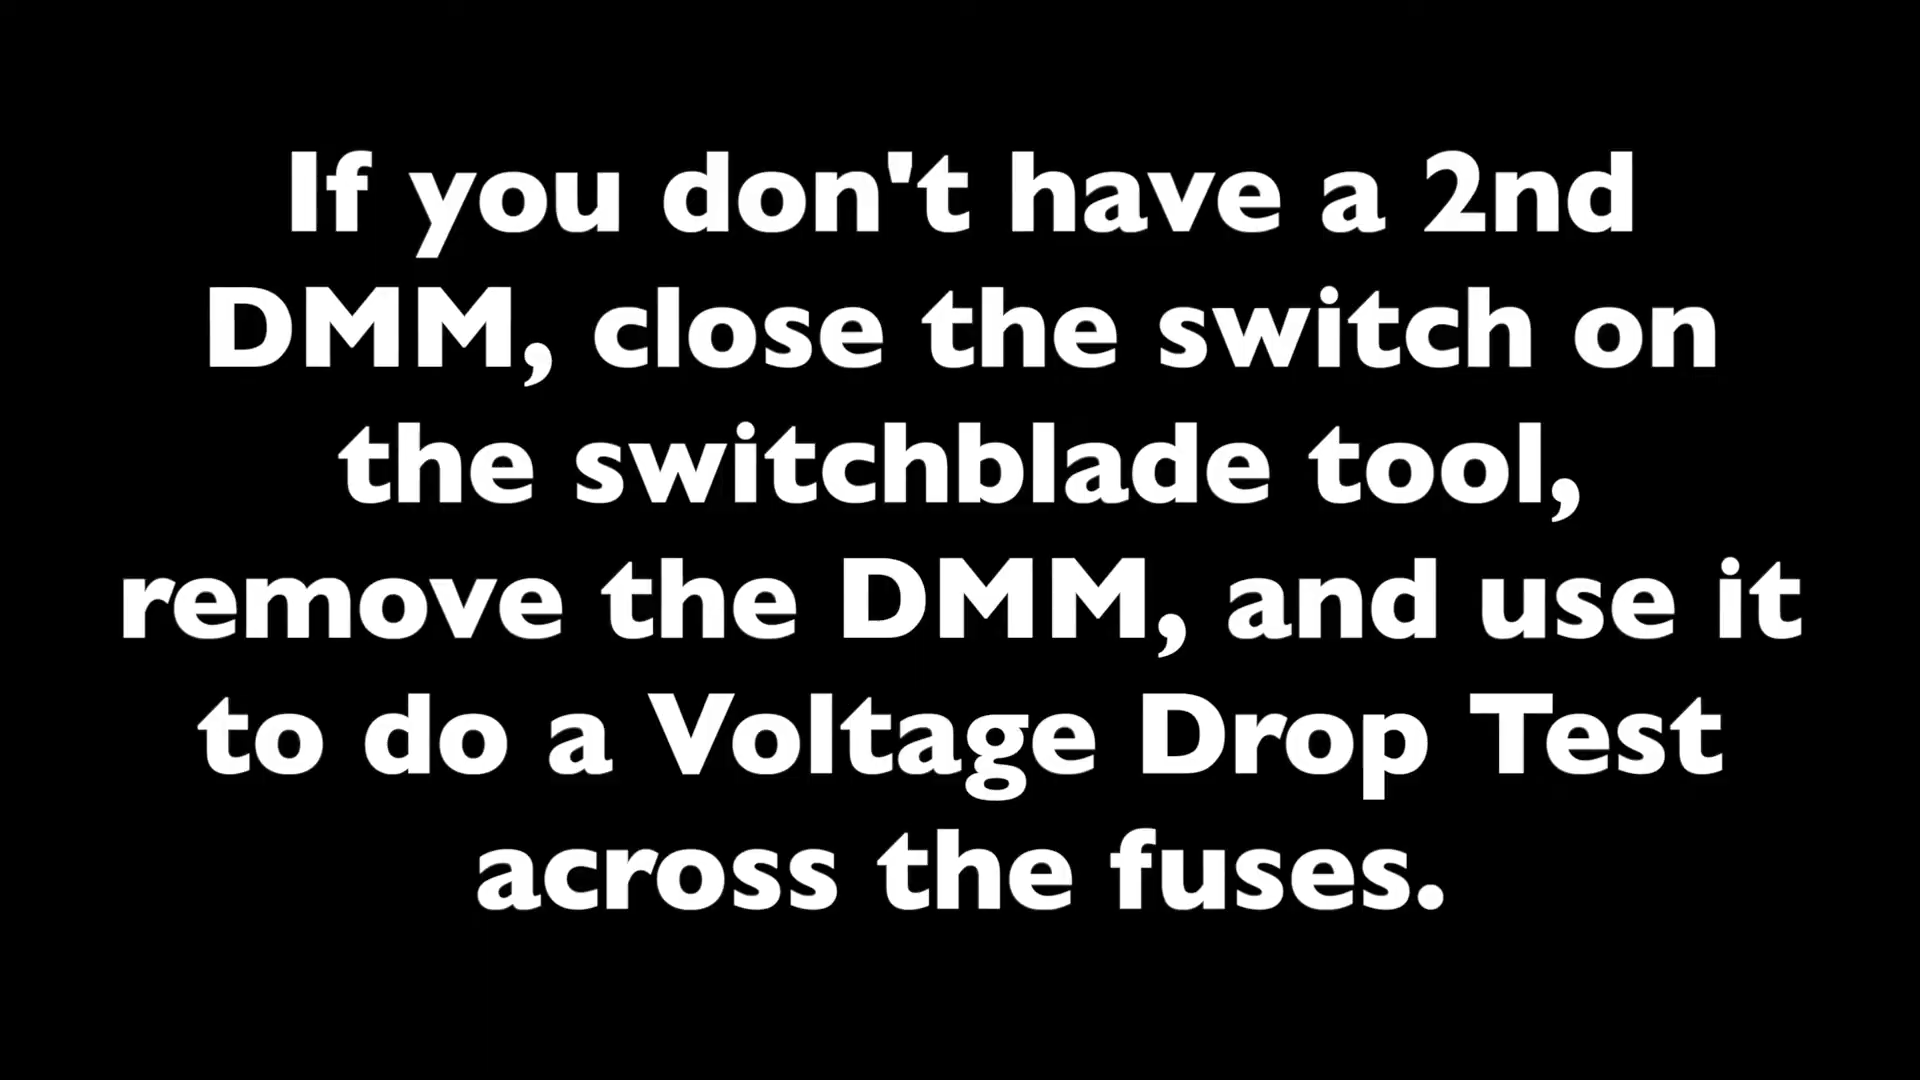 If you don't have a 2nd
DMM, close the switch on
the switchblade tool,
remove the DMM, and use it
to do a Voltage Drop Test
across the fuses.